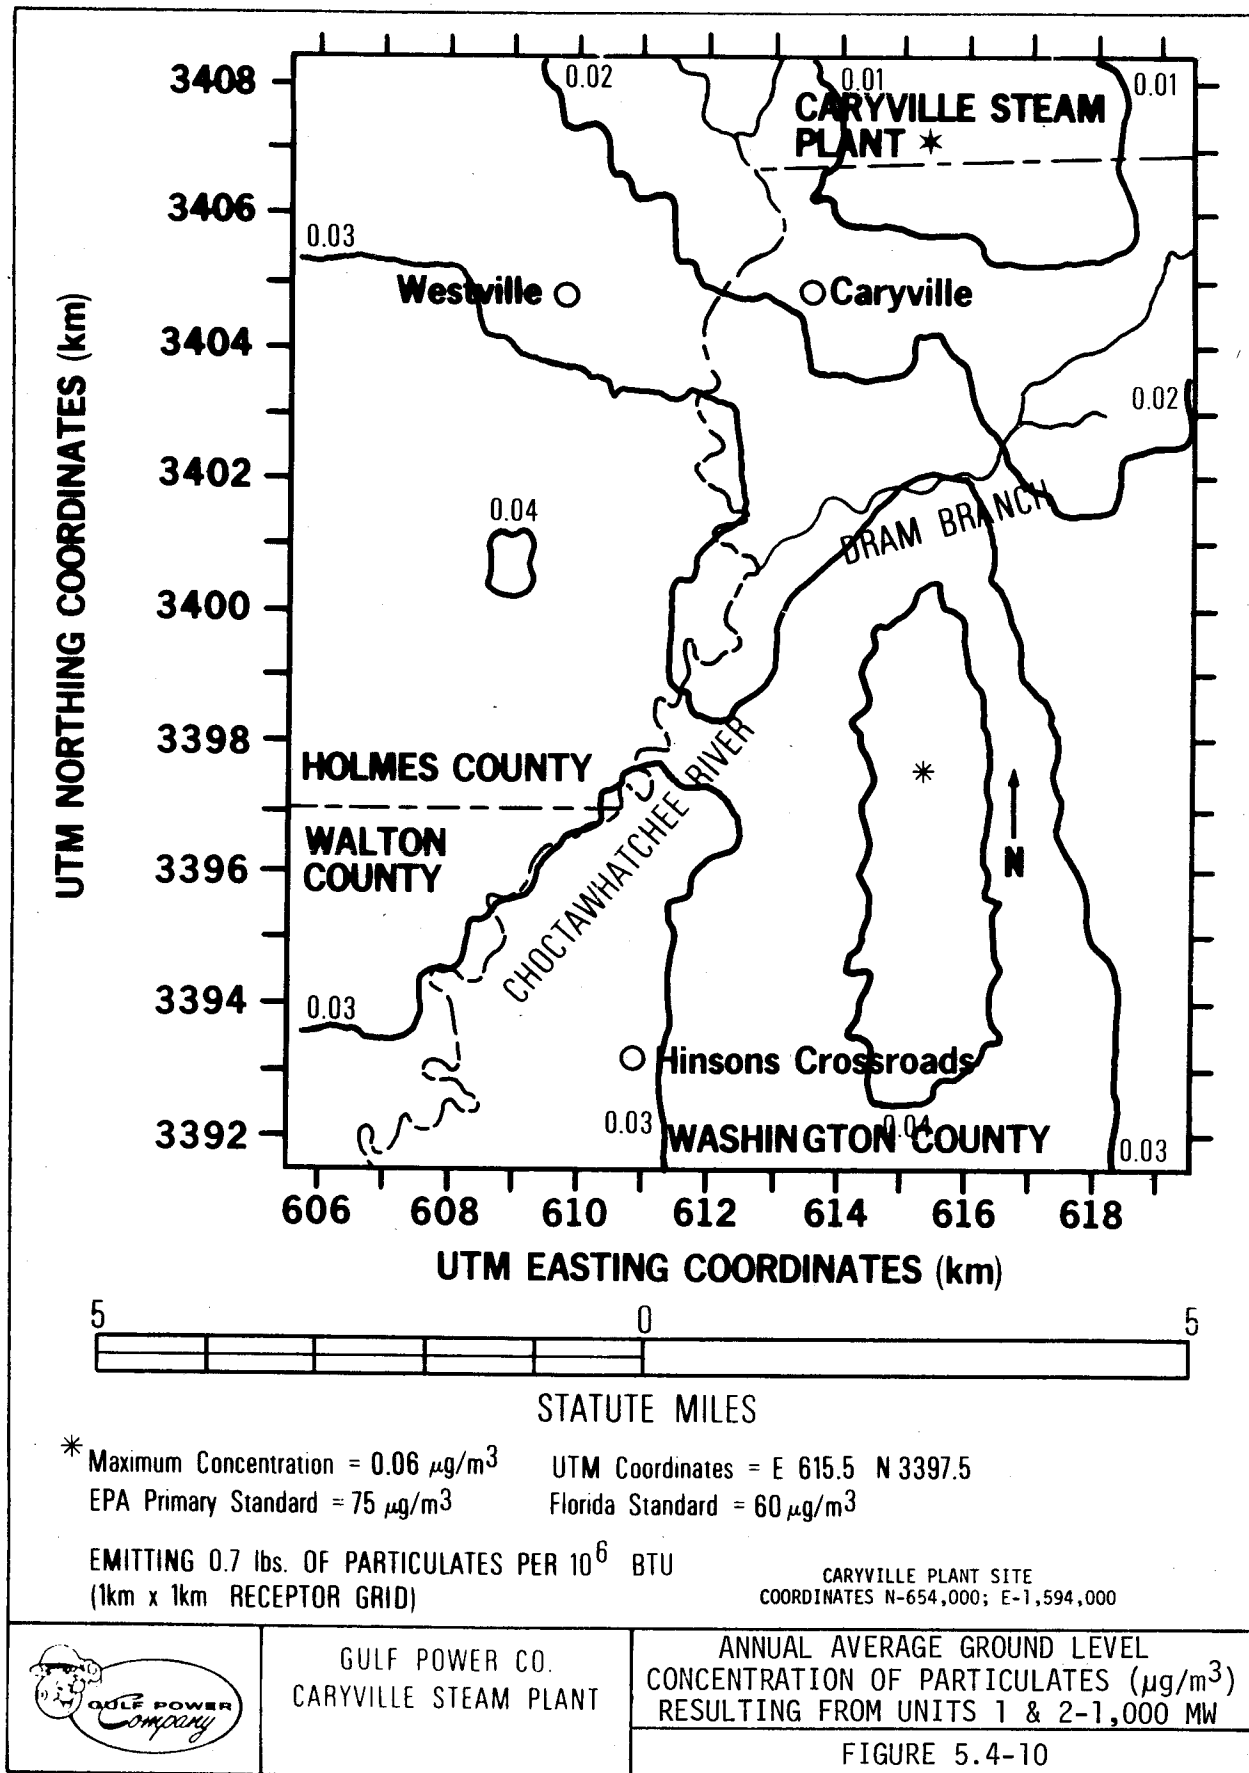 3408
3406
3404
3402
3400
3398
3396
3394
3392
UTM NORTHING COORDINATES (km)
0.02
0.01
0.01
CARYVILLE STEAM
PLANT
0.03
Westville
Caryville
0.02
0.04
DRAM BRANCH
HOLMES COUNTY
WALTON
COUNTY
CHOCTAWHATCHEE RIVER
N
0.03
Hinsons Crossroads
0.03
0.04
WASHINGTON COUNTY
0.03
606 608 610 612 614 616 618
UTM EASTING COORDINATES (km)
5 0 5
STATUTE MILES
* Maximum Concentration = 0.06 µg/m³ UTM Coordinates = E 615.5 N 3397.5
EPA Primary Standard = 75 µg/m³ Florida Standard = 60 µg/m³
EMITTING 0.7 lbs. OF PARTICULATES PER 10⁶ BTU
(1km x 1km RECEPTOR GRID)
CARYVILLE PLANT SITE
COORDINATES N-654,000; E-1,594,000
GULF POWER
Company
GULF POWER CO.
CARYVILLE STEAM PLANT
ANNUAL AVERAGE GROUND LEVEL
CONCENTRATION OF PARTICULATES (µg/m³)
RESULTING FROM UNITS 1 & 2-1,000 MW
FIGURE 5.4-10